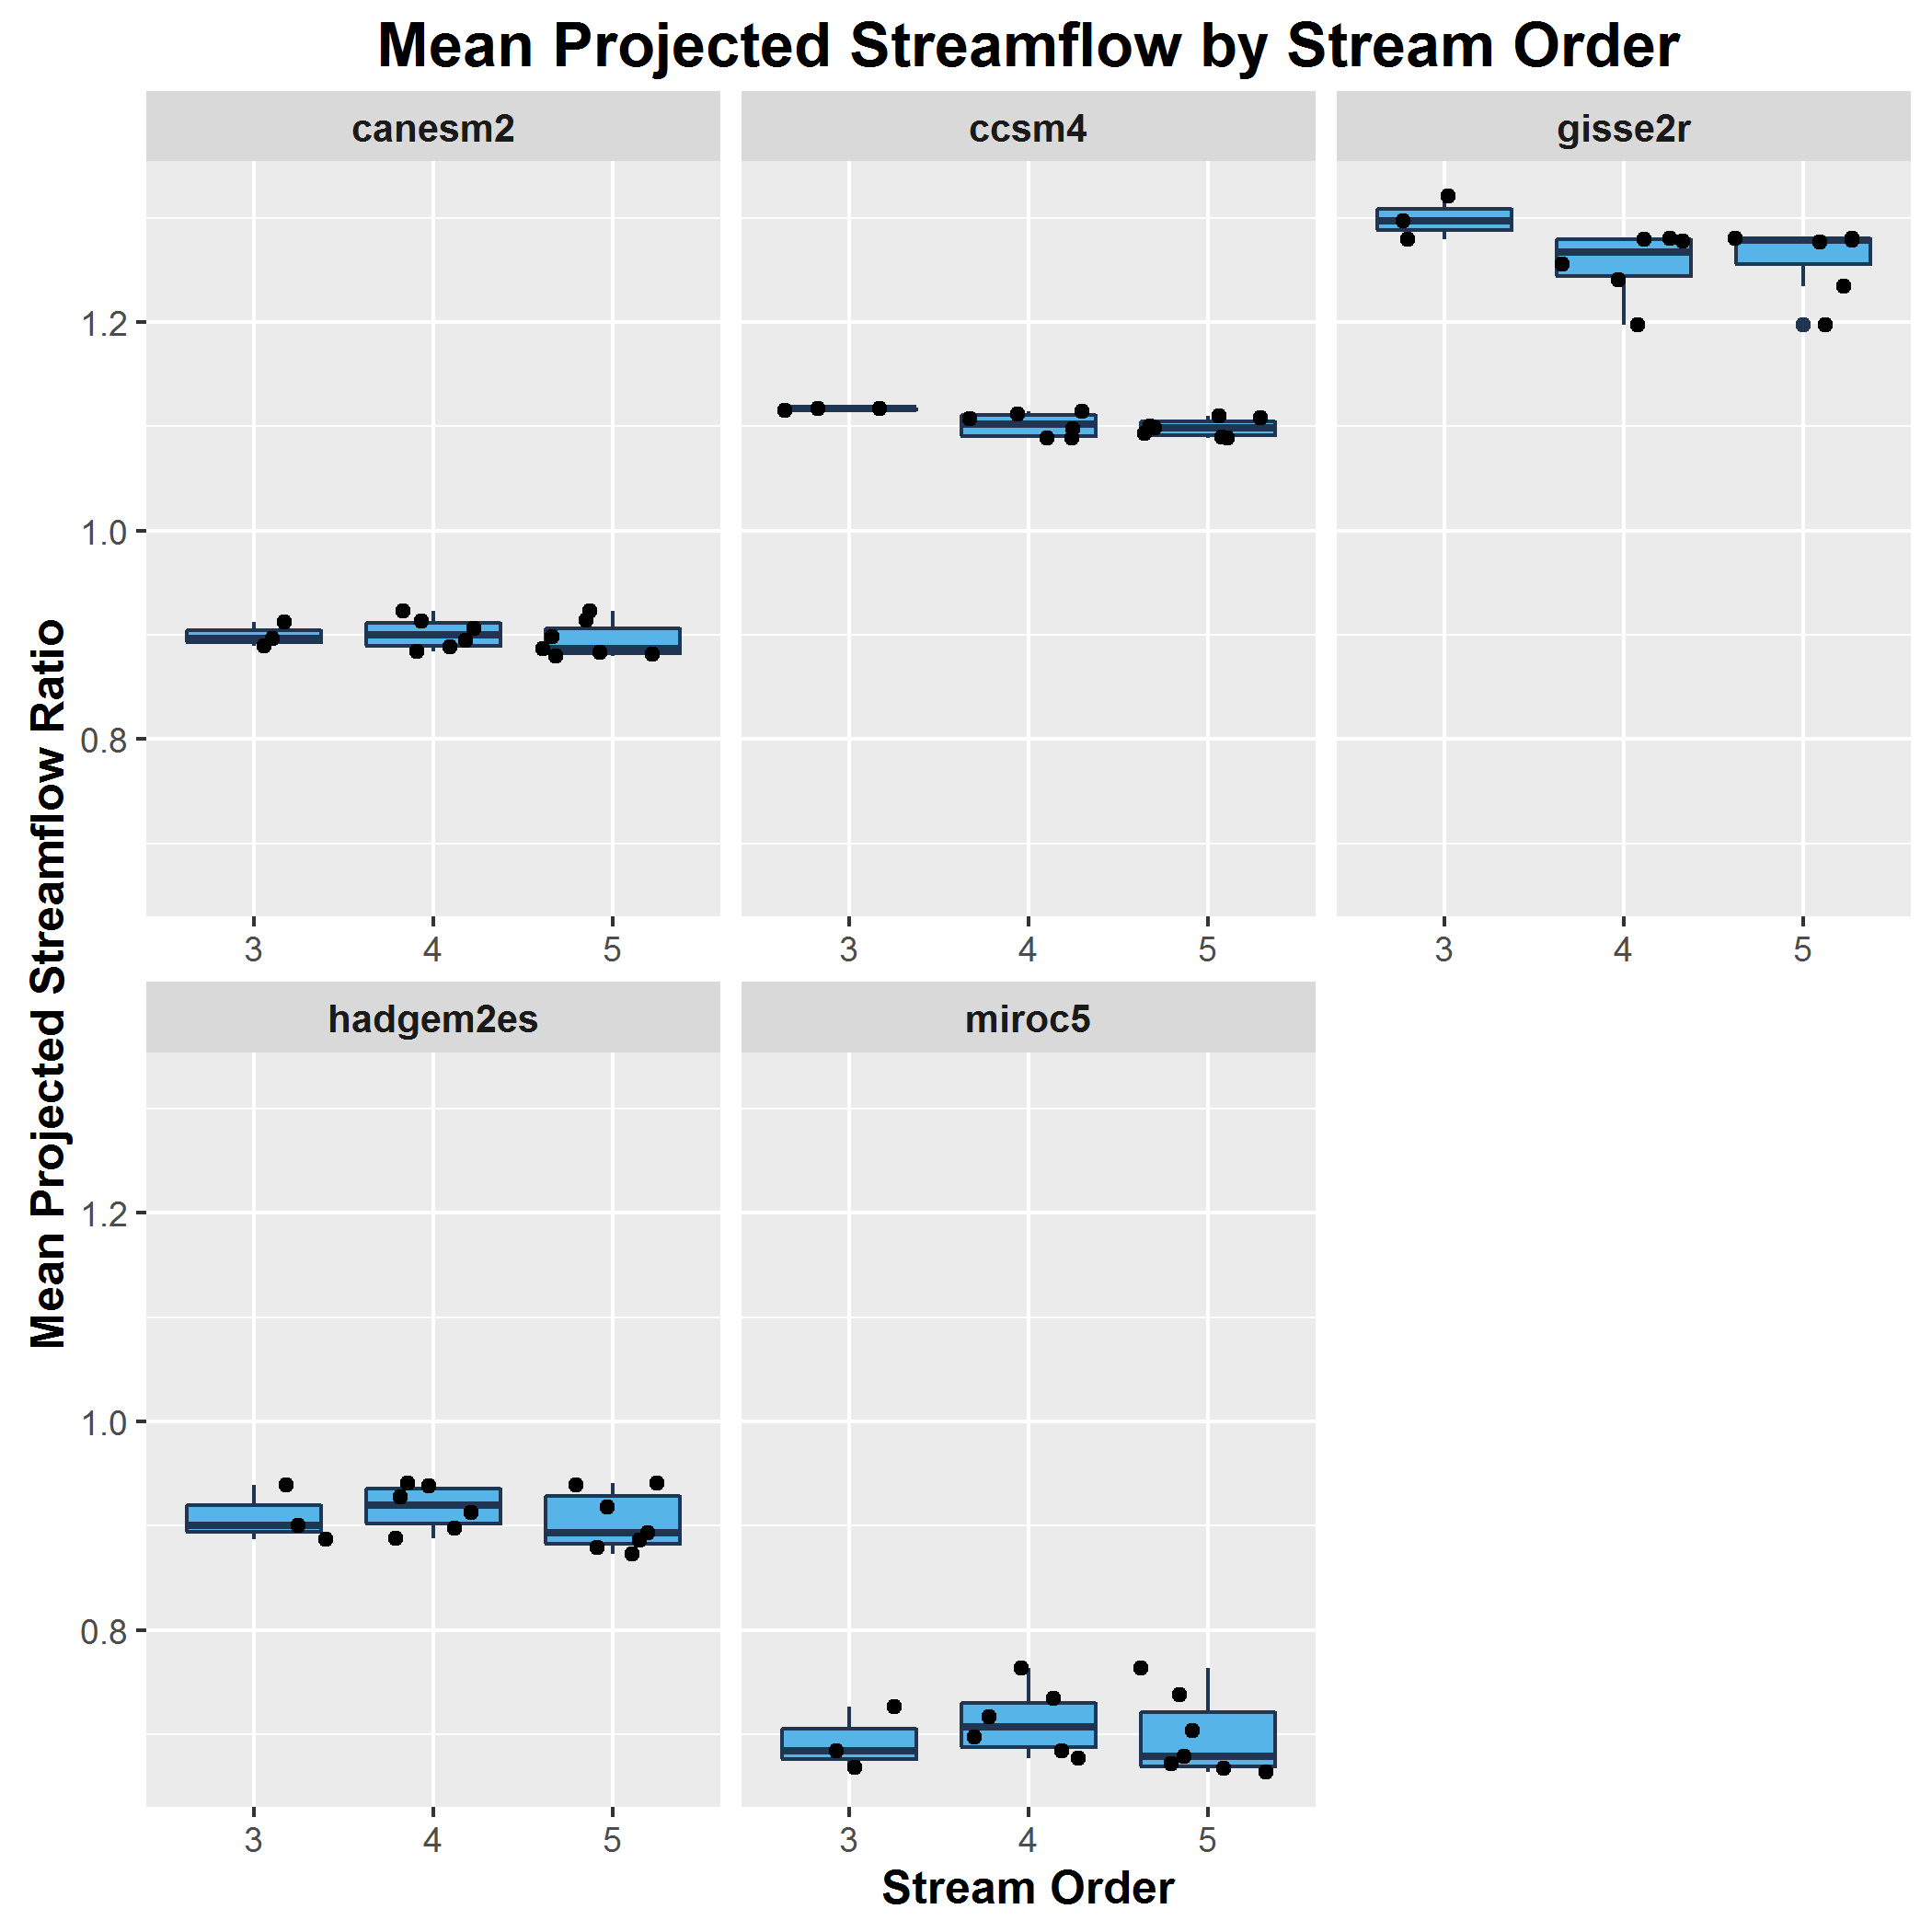 Mean Projected Streamflow by Stream Order
canesm2
ccsm4
gisse2r
Mean Projected Streamflow Ratio
1.2
1.0
0.8
3 4 5
3 4 5
3 4 5
hadgem2es
miroc5
1.2
1.0
0.8
3 4 5
3 4 5
Stream Order